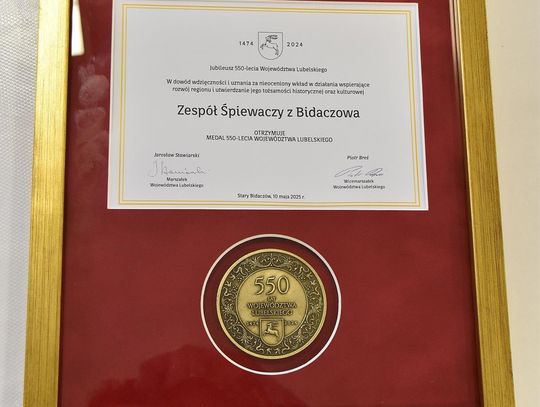 1474 2024
Jubileusz 550-lecia Województwa Lubelskiego
W dowód wdzięczności i uznania za nieoceniony wkład w działania wspierające
rozwój regionu i utwierdzanie jego tożsamości historycznej oraz kulturowej
Zespół Śpiewaczy z Bidaczowa
OTRZYMUJE
MEDAL 550-LECIA WOJEWÓDZTWA LUBELSKIEGO
Jarosław Stawiarski
Marszałek
Województwa Lubelskiego
Piotr Breś
Wicemarszałek
Województwa Lubelskiego
Stary Bidaczów, 10 maja 2025 r.
550
LAT
WOJEWÓDZTWA
LUBELSKIEGO
1474 2024